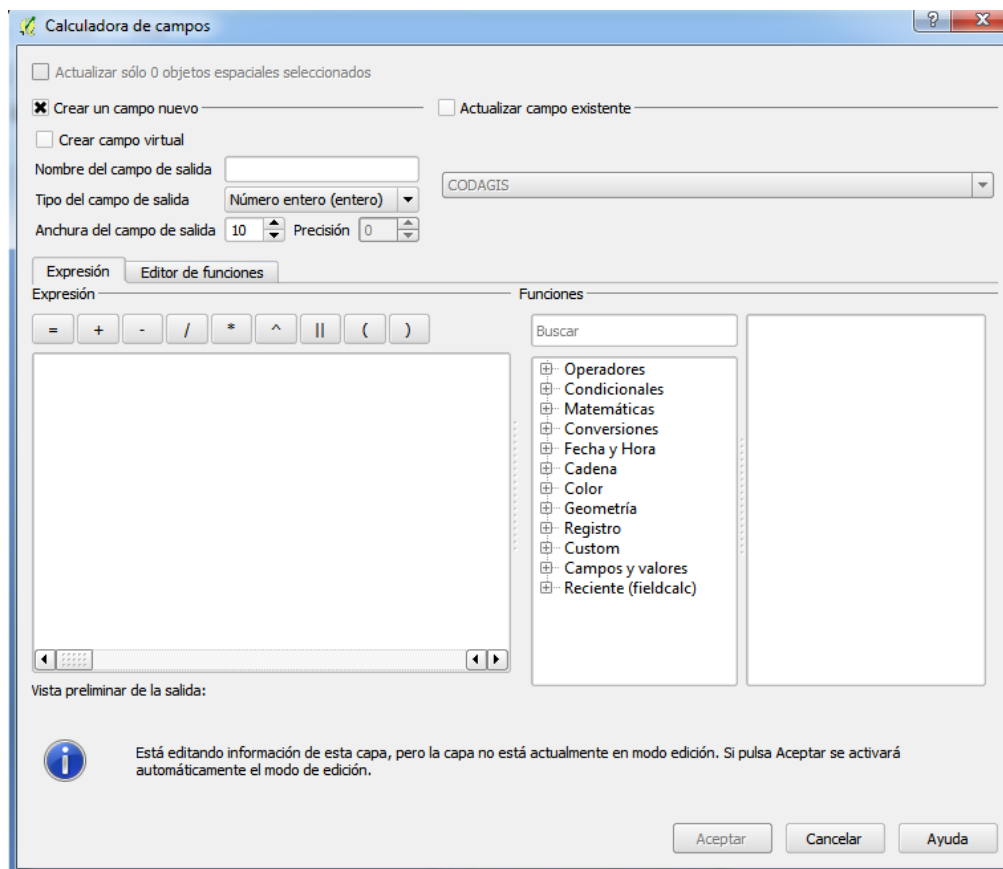 Calculadora de campos
Actualizar sólo 0 objetos espaciales seleccionados
Crear un campo nuevo
Actualizar campo existente
Crear campo virtual
Nombre del campo de salida
CODAGIS
Tipo del campo de salida Número entero (entero)
Anchura del campo de salida 10 Precisión 0
Expresión Editor de funciones
Expresión
Funciones
= + - / * ^ || ( )
Buscar
Operadores
Condicionales
Matemáticas
Conversiones
Fecha y Hora
Cadena
Color
Geometría
Registro
Custom
Campos y valores
Reciente (fieldcalc)
Vista preliminar de la salida:
Está editando información de esta capa, pero la capa no está actualmente en modo edición. Si pulsa Aceptar se activará
automáticamente el modo de edición.
Aceptar Cancelar Ayuda